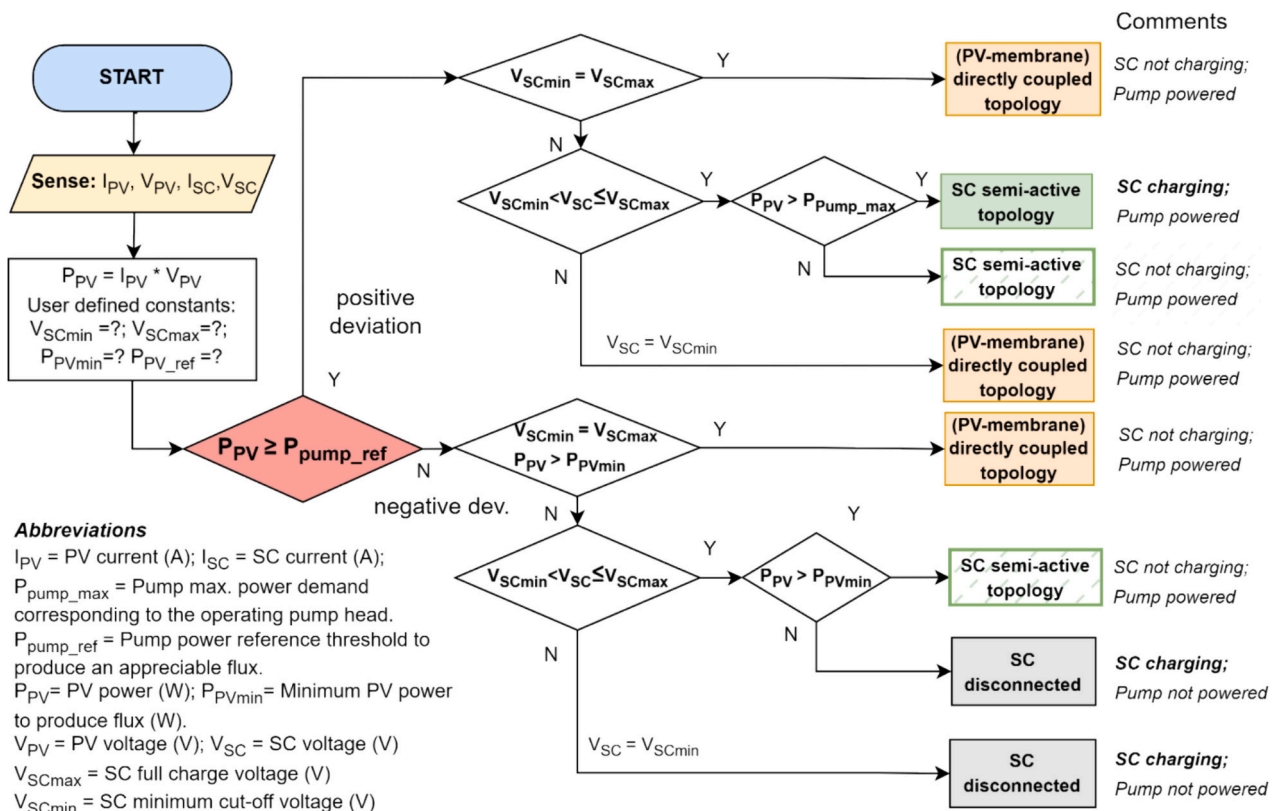 Comments
START
Sense: I_PV, V_PV, I_SC,V_SC
P_PV = I_PV * V_PV
User defined constants:
V_SCmin =?; V_SCmax=?;
P_PVmin=? P_PV_ref =?
P_PV ≥ P_pump_ref
Y
positive
deviation
N
negative dev.
V_SCmin = V_SCmax
Y
N
(PV-membrane)
directly coupled
topology
SC not charging;
Pump powered
V_SCmin<V_SC≤V_SCmax
Y
N
P_PV > P_Pump_max
Y
N
SC semi-active
topology
SC charging;
Pump powered
SC semi-active
topology
SC not charging;
Pump powered
V_SC = V_SCmin
(PV-membrane)
directly coupled
topology
SC not charging;
Pump powered
V_SCmin = V_SCmax
P_PV > P_PVmin
Y
N
(PV-membrane)
directly coupled
topology
SC not charging;
Pump powered
V_SCmin<V_SC≤V_SCmax
Y
N
P_PV > P_PVmin
Y
N
SC semi-active
topology
SC not charging;
Pump powered
SC
disconnected
SC charging;
Pump not powered
V_SC = V_SCmin
SC
disconnected
SC charging;
Pump not powered
Abbreviations
I_PV = PV current (A); I_SC = SC current (A);
P_pump_max = Pump max. power demand
corresponding to the operating pump head.
P_pump_ref = Pump power reference threshold to
produce an appreciable flux.
P_PV= PV power (W); P_PVmin= Minimum PV power
to produce flux (W).
V_PV = PV voltage (V); V_SC = SC voltage (V)
V_SCmax = SC full charge voltage (V)
V_SCmin = SC minimum cut-off voltage (V)